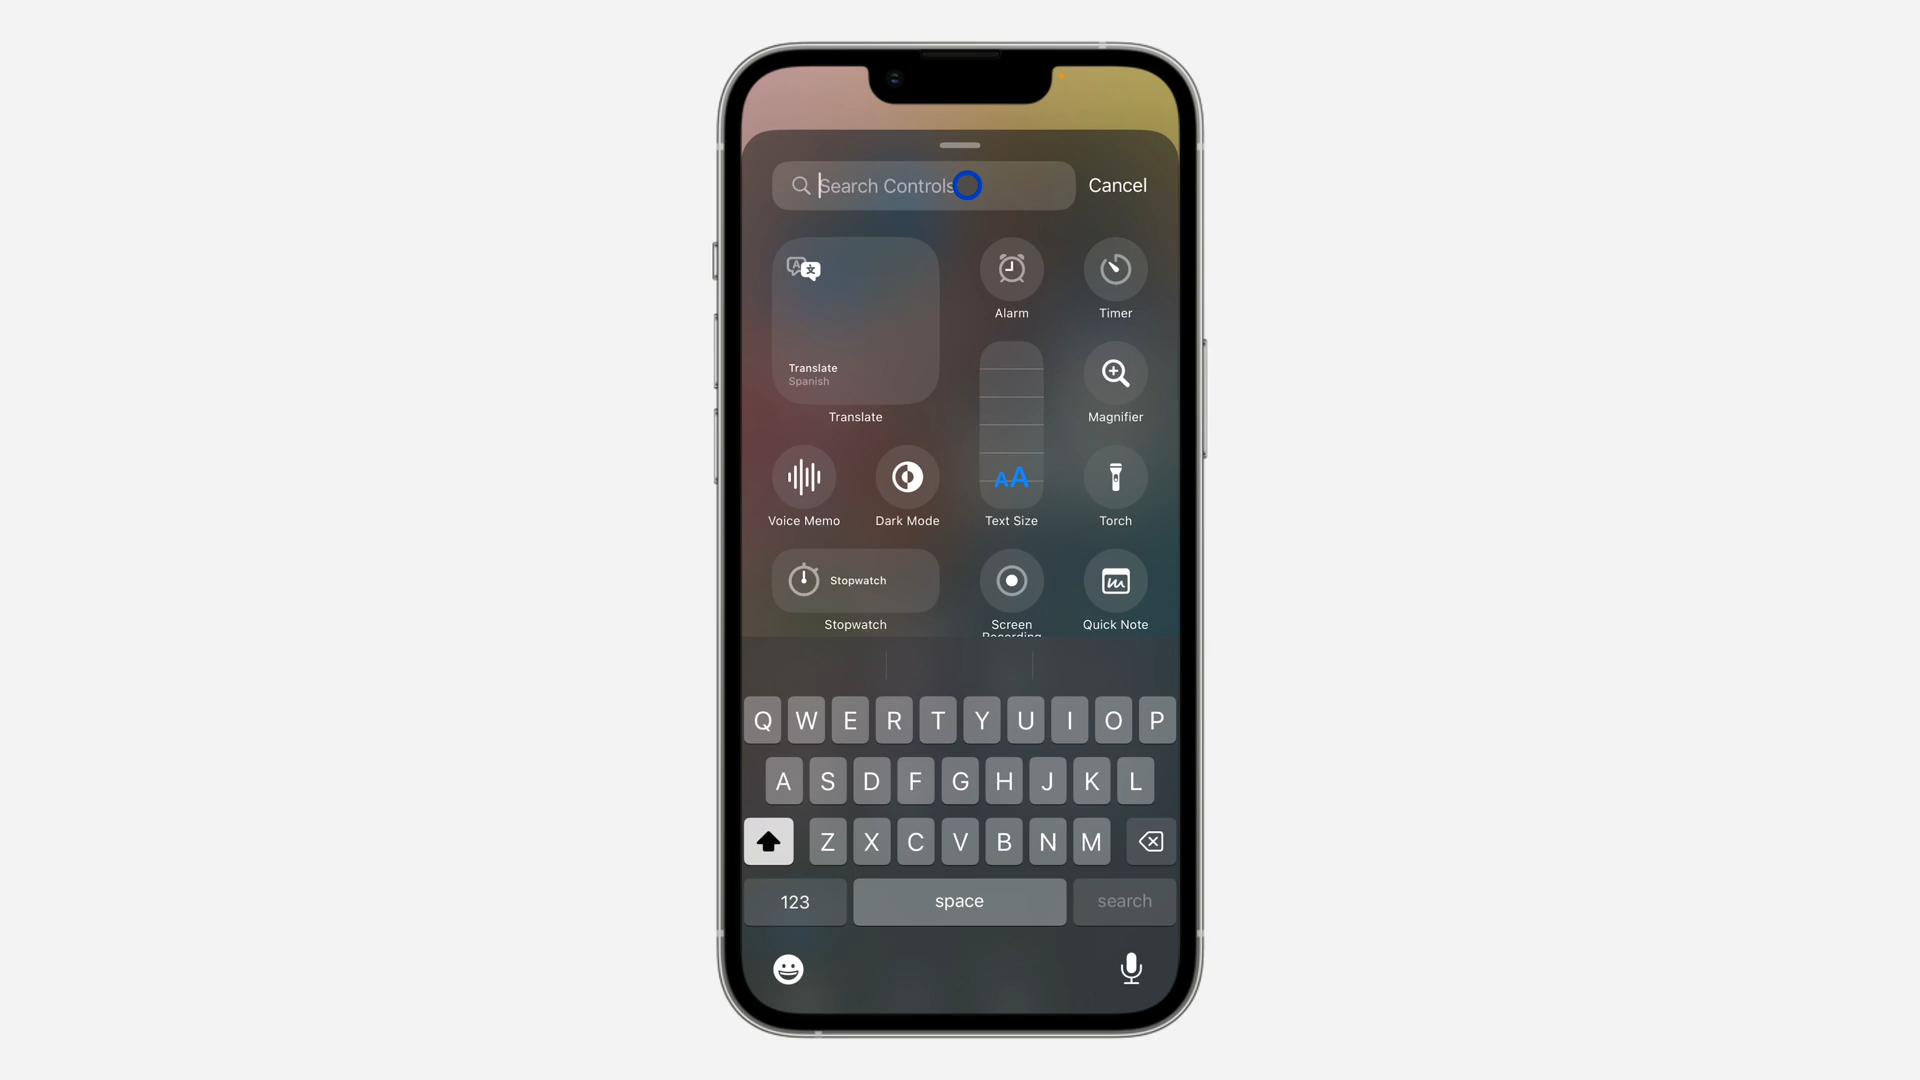 Search Controls
Cancel
Translate
Spanish
Translate
Alarm
Timer
Magnifier
Voice Memo
Dark Mode
AA
Text Size
Torch
Stopwatch
Stopwatch
Screen
Recording
Quick Note
Q W E R T Y U I O P
A S D F G H J K L
Z X C V B N M
123
space
search